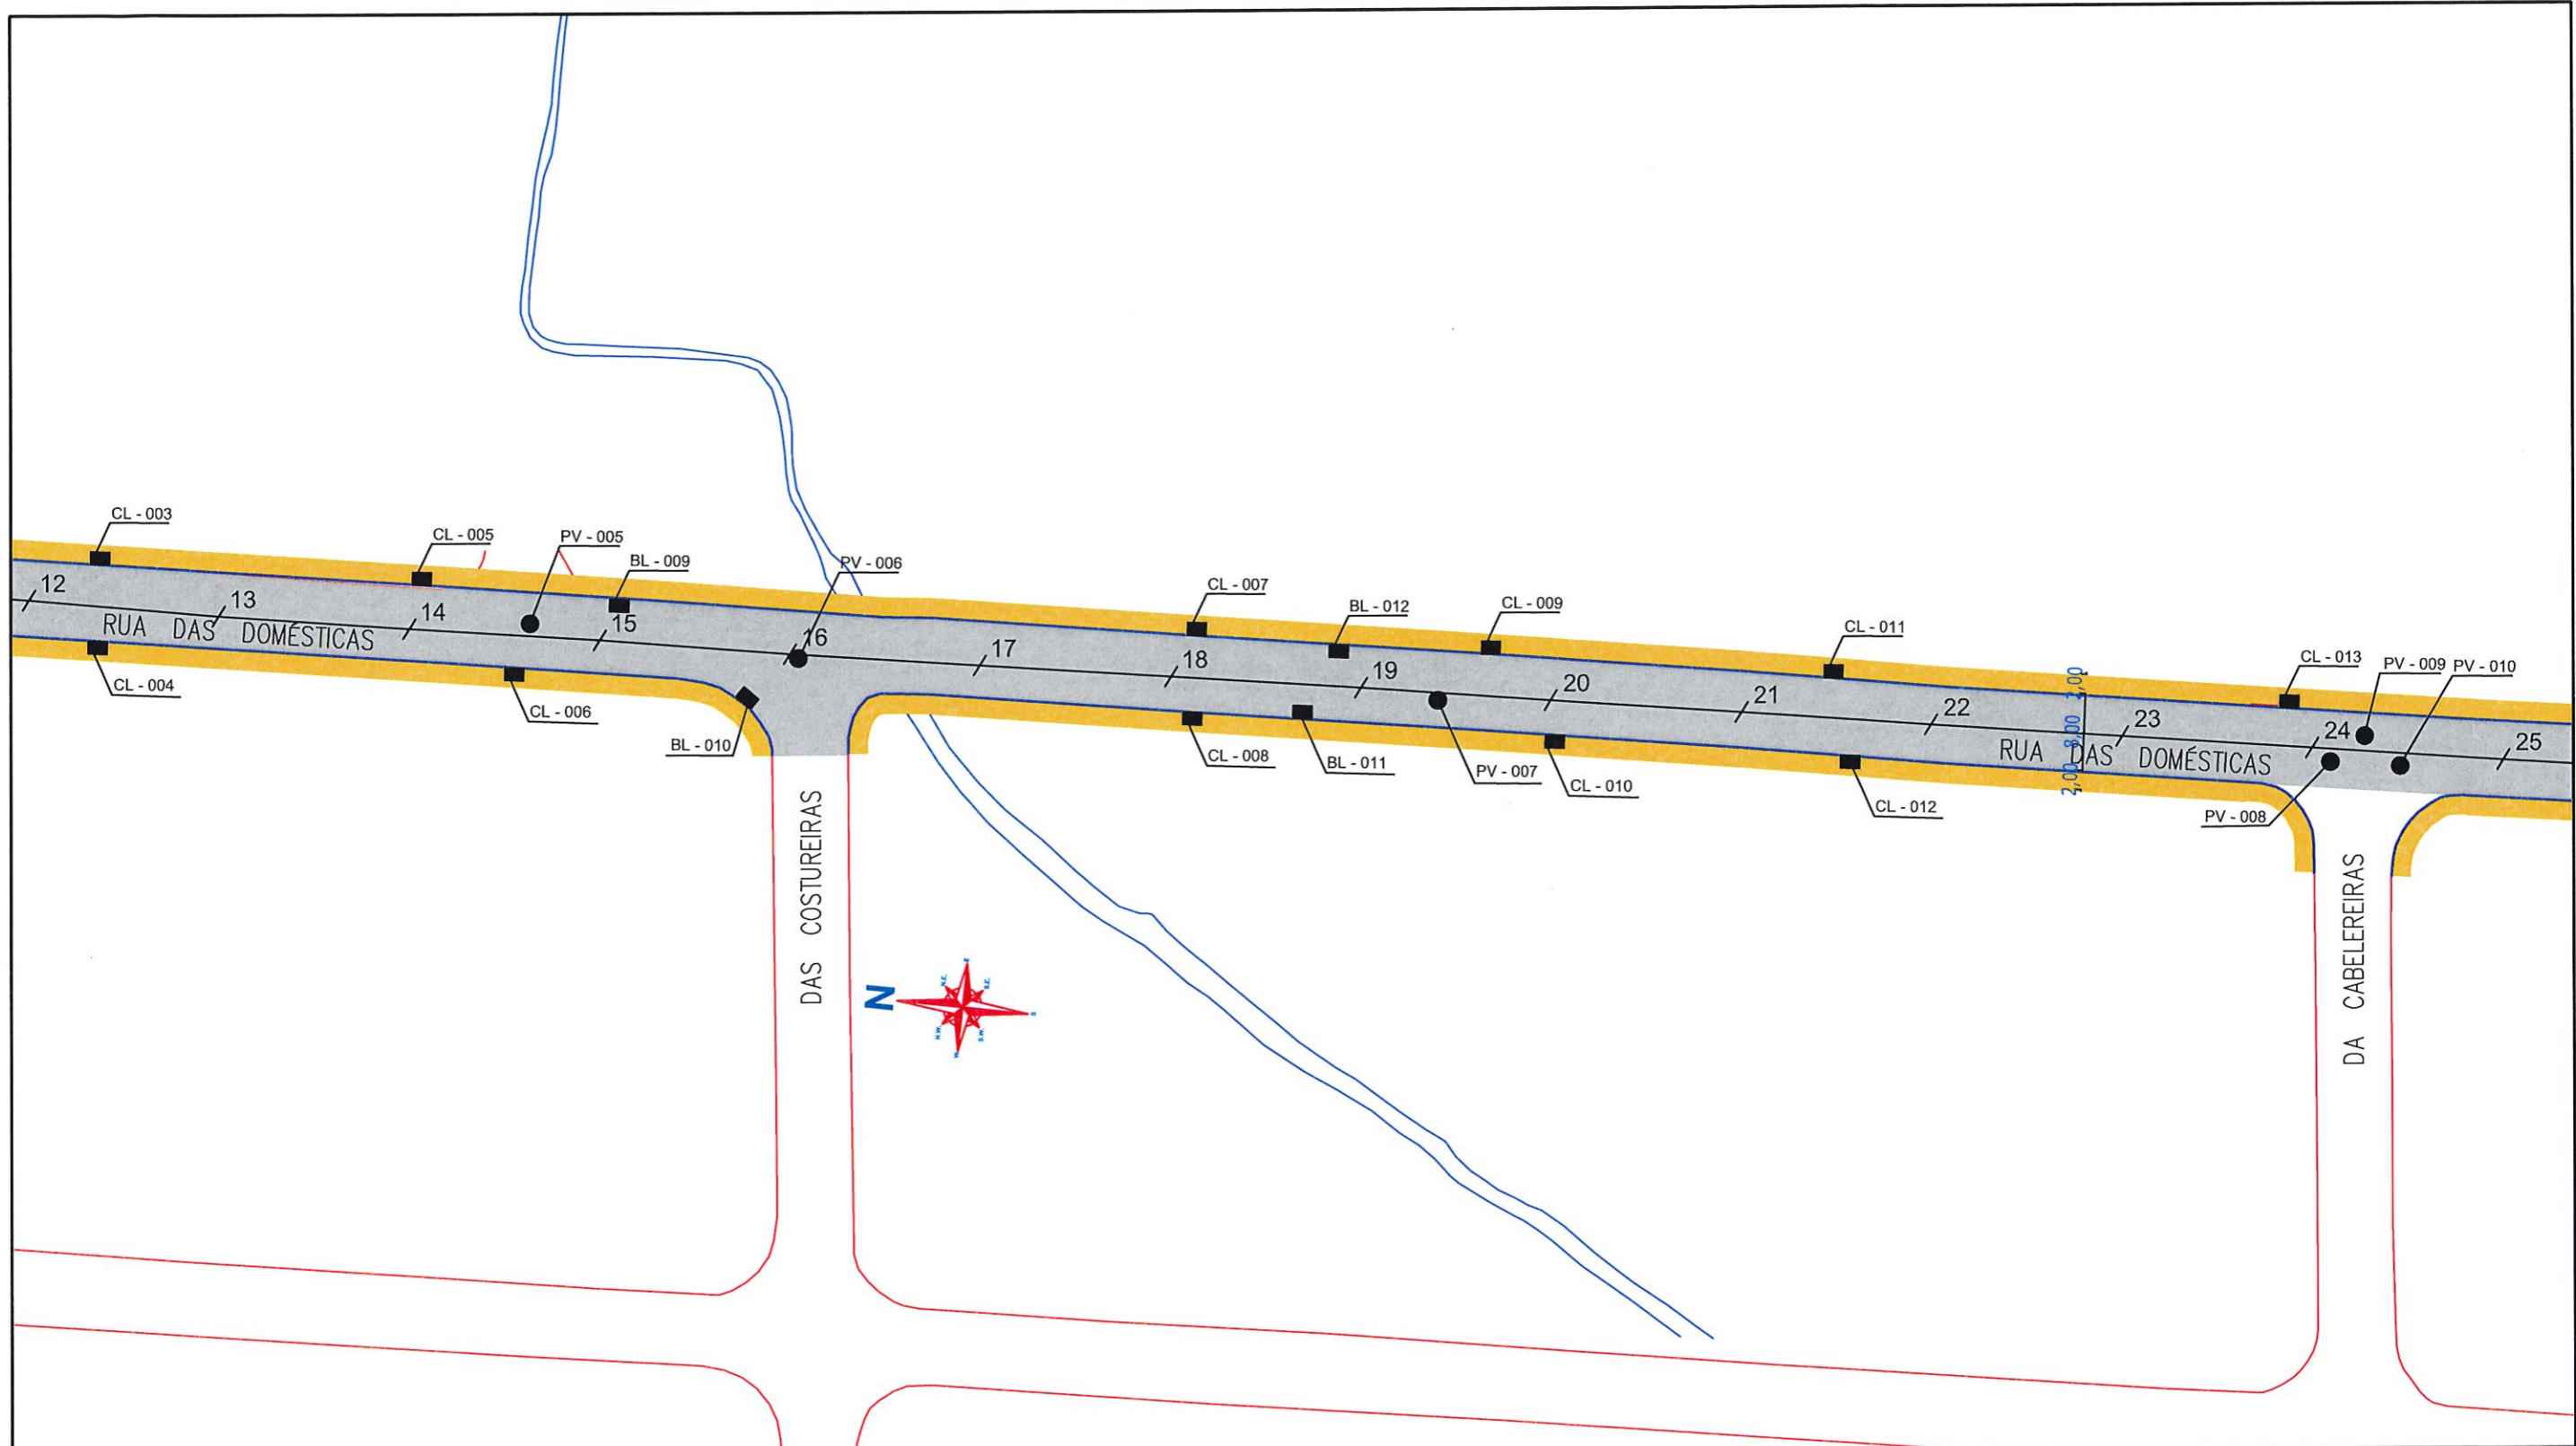 CL - 003
CL - 005
PV - 005
BL - 009
PV - 006
CL - 007
BL - 012
CL - 009
CL - 011
CL - 013
PV - 009
PV - 010
12
13
14
15
16
17
18
19
20
21
22
23
24
25
RUA DAS DOMÉSTICAS
RUA DAS DOMÉSTICAS
2,00
8,00
2,00
CL - 004
CL - 006
BL - 010
CL - 008
BL - 011
PV - 007
CL - 010
CL - 012
PV - 008
DAS COSTUREIRAS
DA CABELEREIRAS
N
E
N.E.
S.E.
S
N.W.
S.W.
W